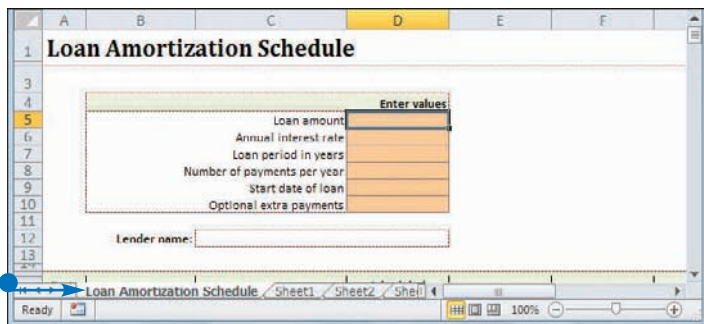 A B C D E F
1 Loan Amortization Schedule
3
4 Enter values
5 Loan amount
6 Annual interest rate
7 Loan period in years
8 Number of payments per year
9 Start date of loan
10 Optional extra payments
11
12 Lender name:
13
Loan Amortization Schedule Sheet1 Sheet2 Sheet
Ready 100%